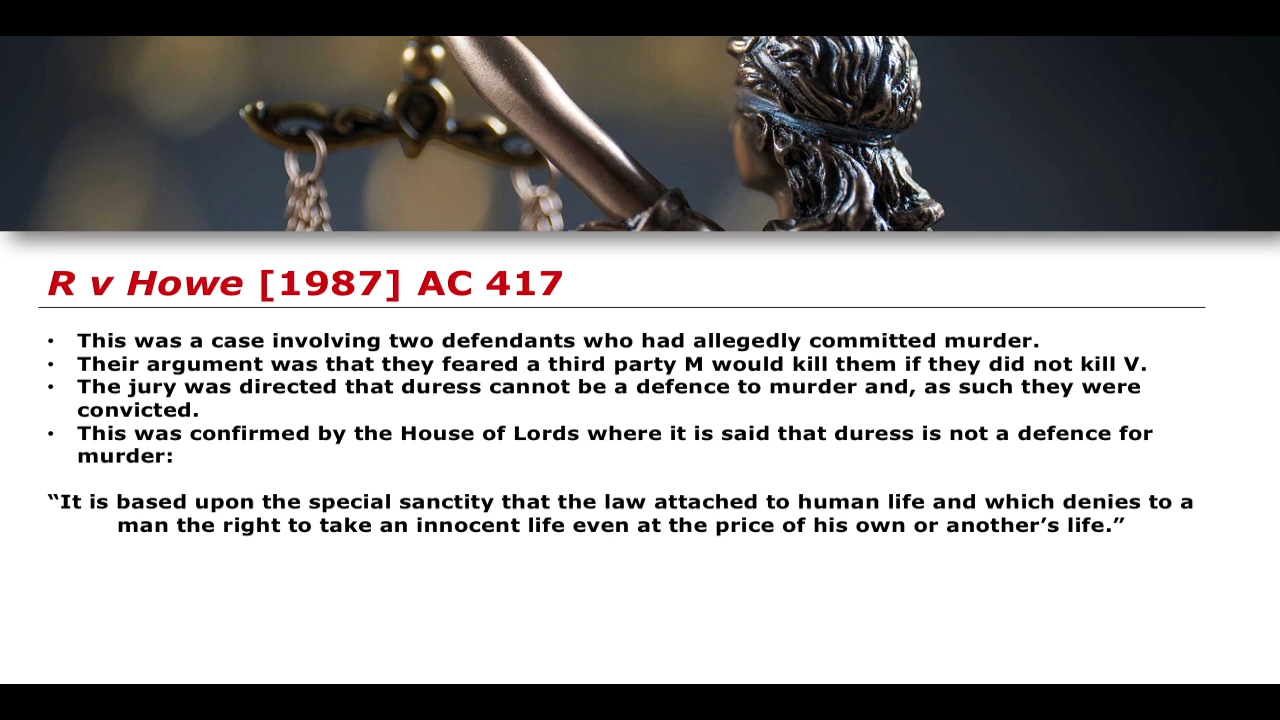 R v Howe [1987] AC 417
• This was a case involving two defendants who had allegedly committed murder.
• Their argument was that they feared a third party M would kill them if they did not kill V.
• The jury was directed that duress cannot be a defence to murder and, as such they were
convicted.
• This was confirmed by the House of Lords where it is said that duress is not a defence for
murder:
“It is based upon the special sanctity that the law attached to human life and which denies to a
man the right to take an innocent life even at the price of his own or another’s life.”